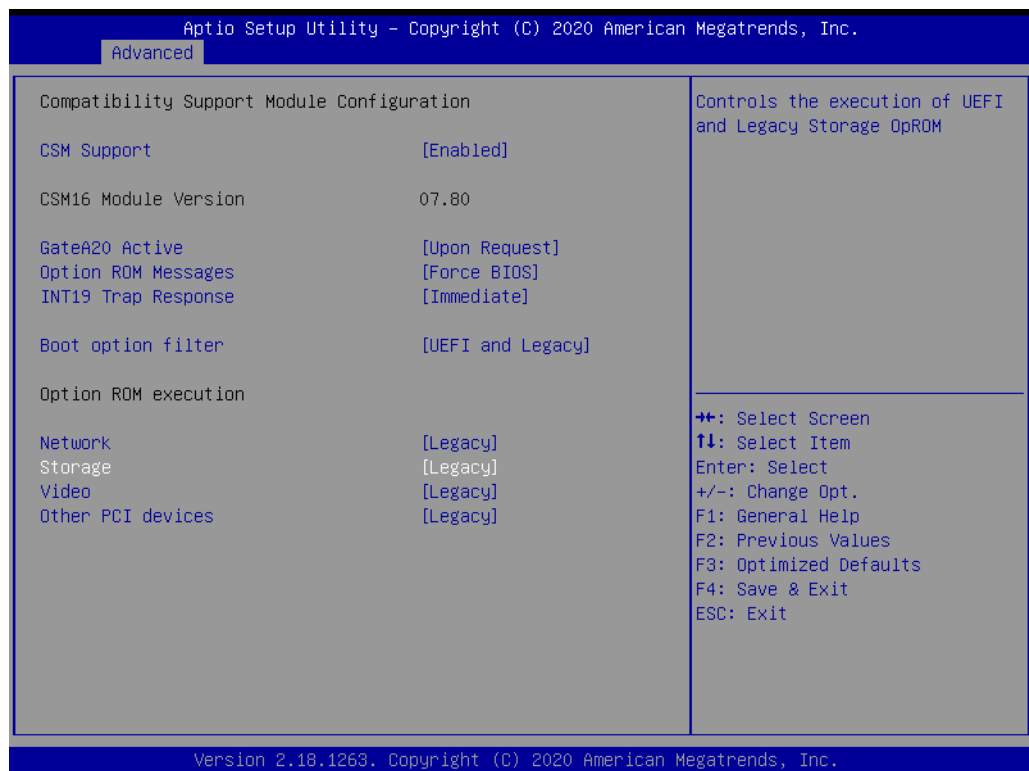 Aptio Setup Utility – Copyright (C) 2020 American Megatrends, Inc.
Advanced
Compatibility Support Module Configuration
CSM Support [Enabled]
CSM16 Module Version 07.80
GateA20 Active [Upon Request]
Option ROM Messages [Force BIOS]
INT19 Trap Response [Immediate]
Boot option filter [UEFI and Legacy]
Option ROM execution
Network [Legacy]
Storage [Legacy]
Video [Legacy]
Other PCI devices [Legacy]
Controls the execution of UEFI
and Legacy Storage OpROM
→←: Select Screen
↑↓: Select Item
Enter: Select
+/-: Change Opt.
F1: General Help
F2: Previous Values
F3: Optimized Defaults
F4: Save & Exit
ESC: Exit
Version 2.18.1263. Copyright (C) 2020 American Megatrends, Inc.